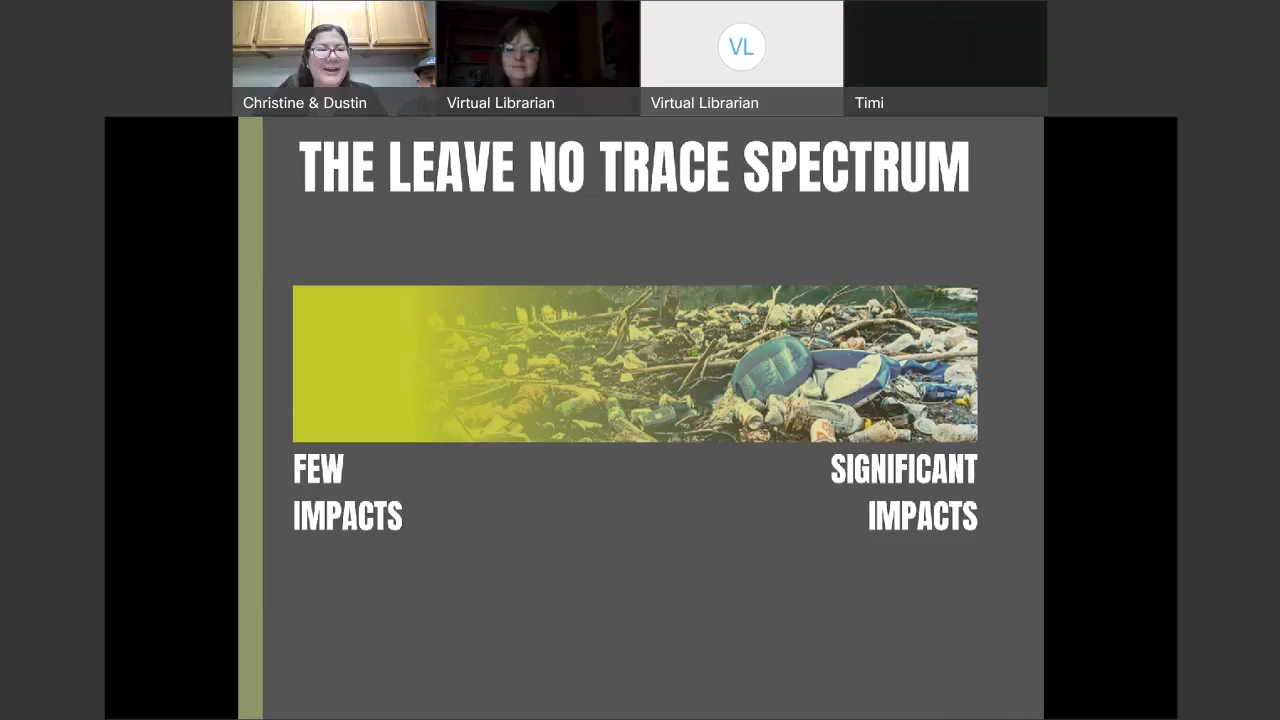 VL
Christine & Dustin
Virtual Librarian
Virtual Librarian
Timi
THE LEAVE NO TRACE SPECTRUM
FEW
IMPACTS
SIGNIFICANT
IMPACTS